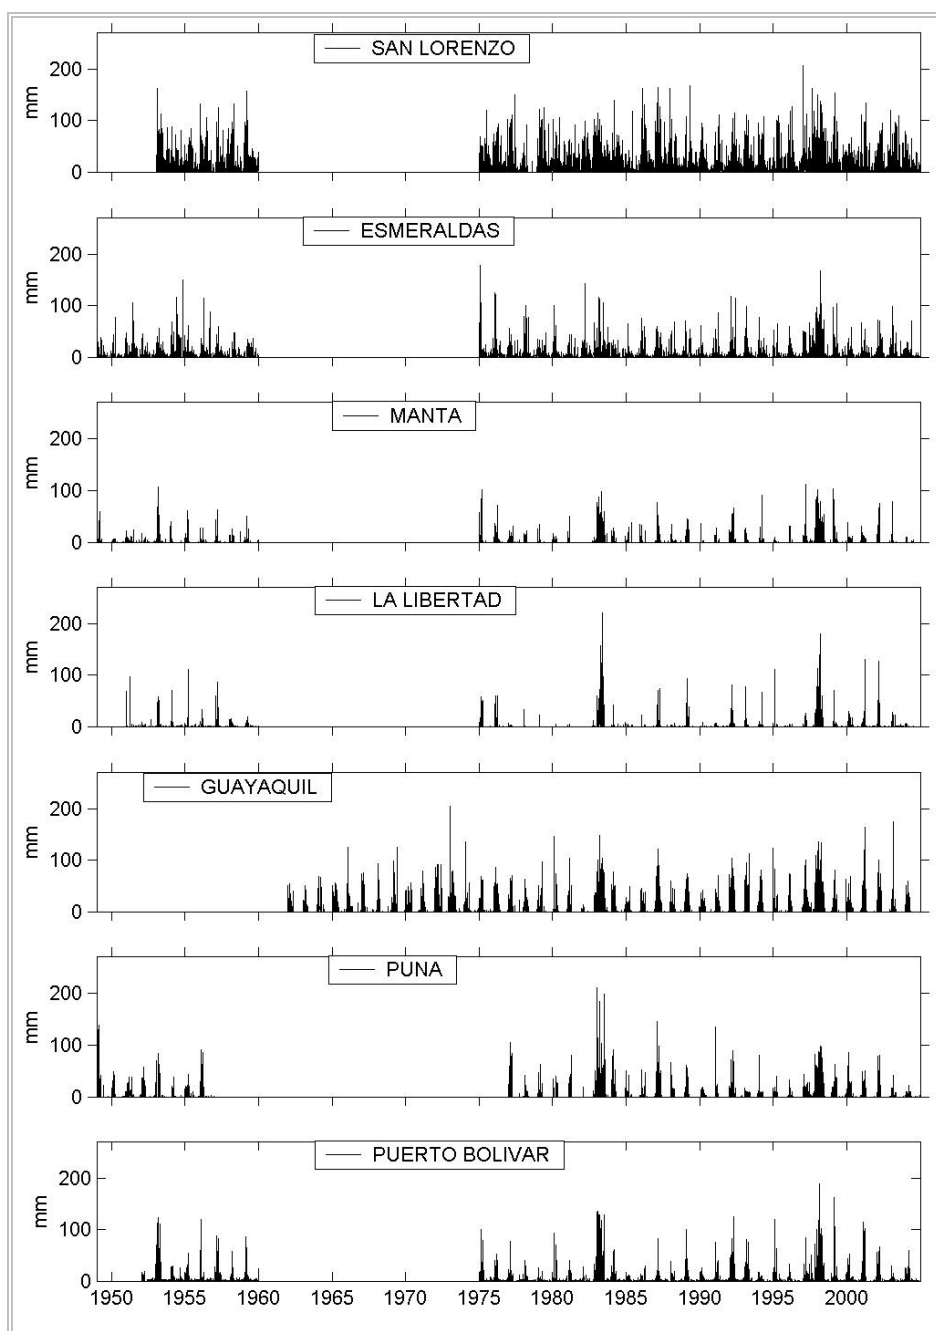 SAN LORENZO
200
100
0
mm
ESMERALDAS
200
100
0
mm
MANTA
200
100
0
mm
LA LIBERTAD
200
100
0
mm
GUAYAQUIL
200
100
0
mm
PUNA
200
100
0
mm
PUERTO BOLIVAR
200
100
0
mm
1950 1955 1960 1965 1970 1975 1980 1985 1990 1995 2000